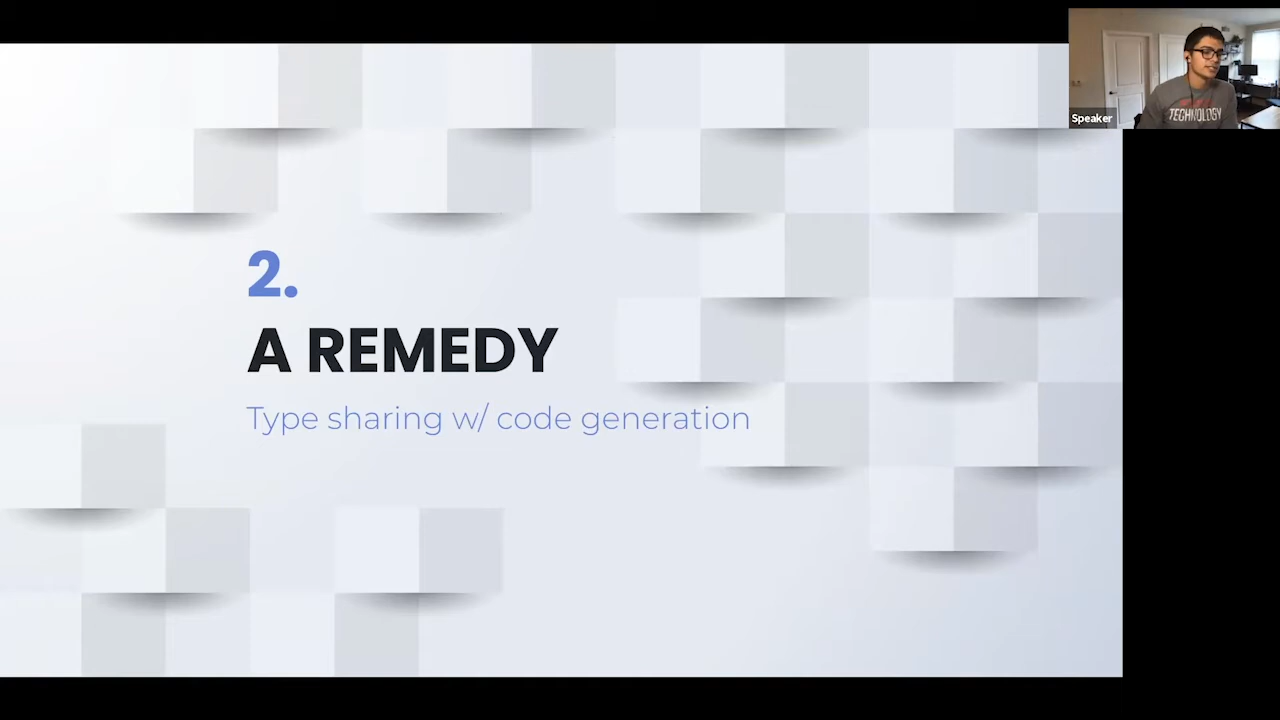 2.
A REMEDY
Type sharing w/ code generation
Speaker
TECHNOLOGY